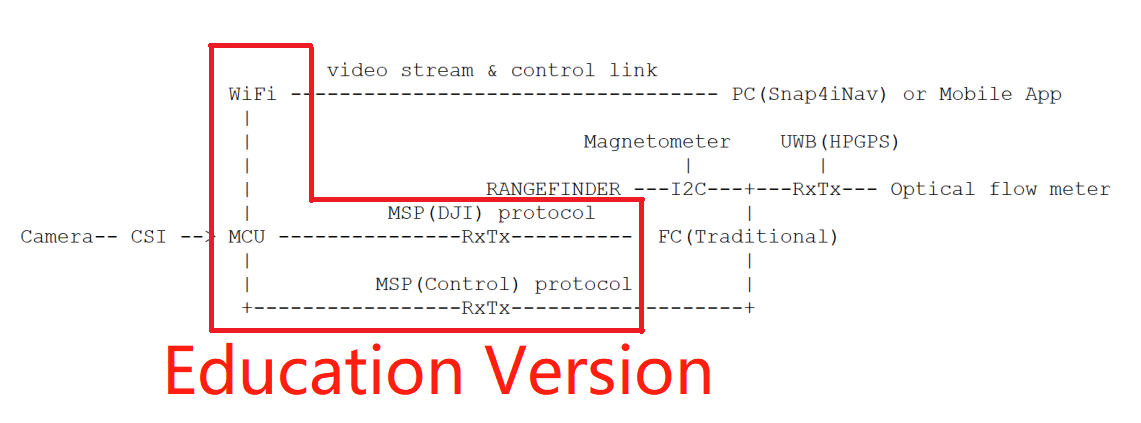 video stream & control link
WiFi ----------------------------------- PC(Snap4iNav) or Mobile App
|
| Magnetometer UWB(HPGPS)
| | |
| RANGEFINDER ---I2C---+---RxTx--- Optical flow meter
| MSP(DJI) protocol |
Camera-- CSI --> MCU ---------------RxTx---------- FC(Traditional)
| |
| MSP(Control) protocol |
+-----------------RxTx-------------------+
Education Version